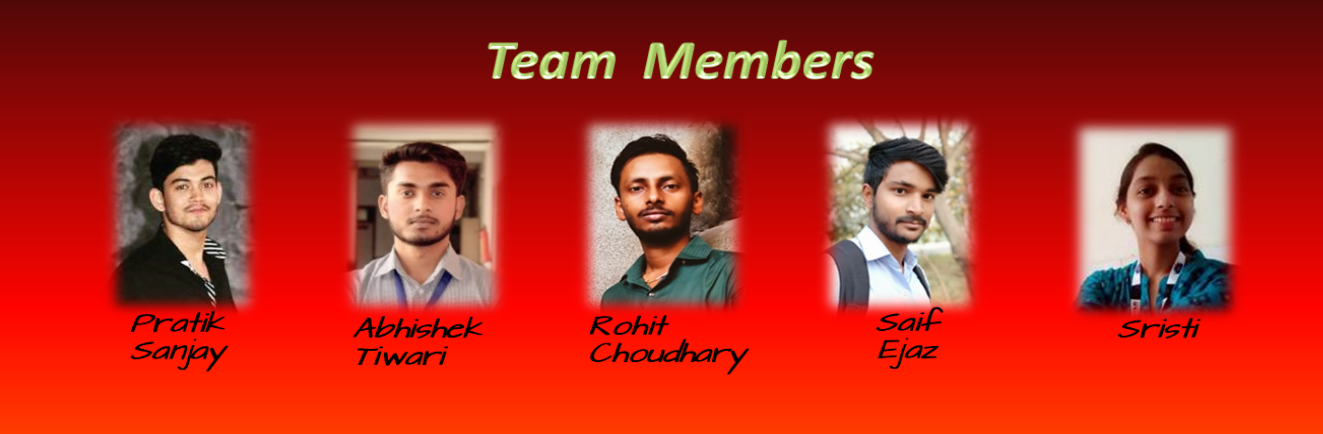 Team Members
Pratik
Sanjay
Abhishek
Tiwari
Rohit
Choudhary
Saif
Ejaz
Sristi